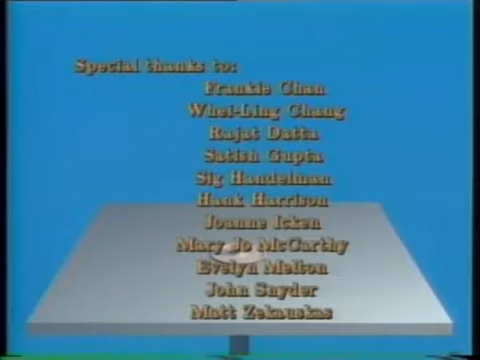 Special thanks to:
Frankie Chan
Whei-Ling Chang
Rajat Datta
Satish Gupta
Sig Handelman
Hank Harrison
Joanne Icken
Mary Jo McCarthy
Evelyn Melton
John Snyder
Matt Zekauskas